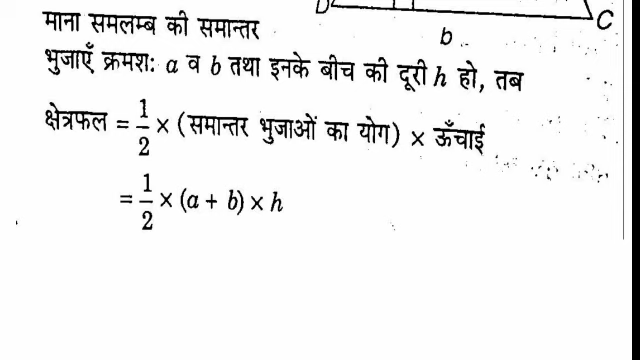 D C
माना समलम्ब की समान्तर
b
भुजाएँ क्रमशः a व b तथा इनके बीच की दूरी h हो, तब
क्षेत्रफल = 1/2 × (समान्तर भुजाओं का योग) × ऊँचाई
= 1/2 × (a + b) × h